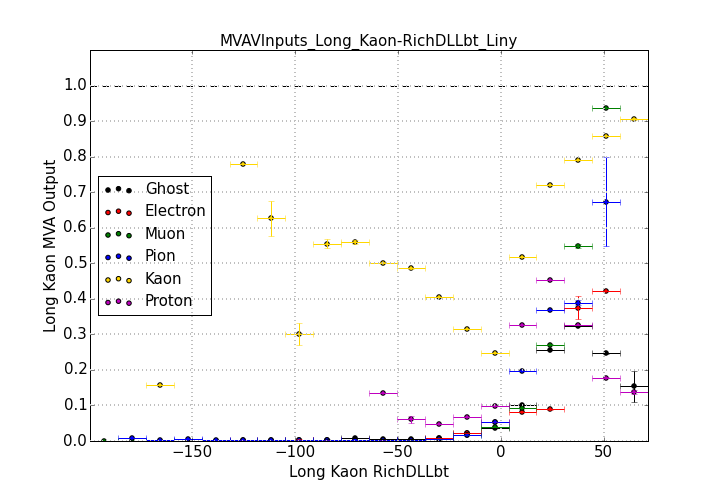 MVAVInputs_Long_Kaon-RichDLLbt_Liny
1.0
0.9
0.8
0.7
0.6
0.5
0.4
0.3
0.2
0.1
0.0
Long Kaon MVA Output
Ghost
Electron
Muon
Pion
Kaon
Proton
−150 −100 −50 0 50
Long Kaon RichDLLbt